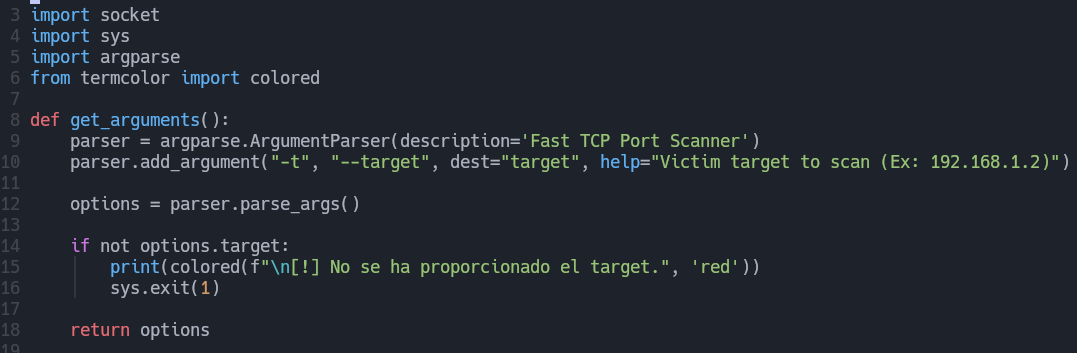 3 import socket
4 import sys
5 import argparse
6 from termcolor import colored
7
8 def get_arguments():
9     parser = argparse.ArgumentParser(description='Fast TCP Port Scanner')
10     parser.add_argument("-t", "--target", dest="target", help="Victim target to scan (Ex: 192.168.1.2)")
11
12     options = parser.parse_args()
13
14     if not options.target:
15         print(colored(f"\n[!] No se ha proporcionado el target.", 'red'))
16         sys.exit(1)
17
18     return options
19